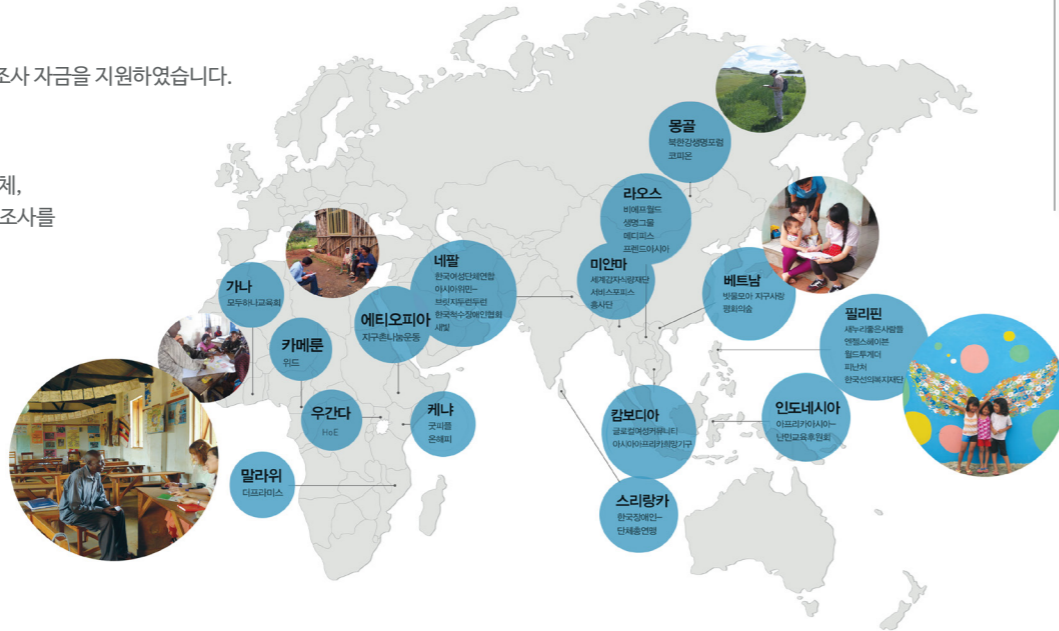 조사 자금을 지원하였습니다.
체,
조사를
몽골
북한강생명포럼
코피온
라오스
비에프월드
생명그물
메디피스
프렌드아시아
미얀마
세계감자식량재단
서비스포피스
흥사단
네팔
한국여성단체연합
아시아위민-
브릿지두런두런
한국척수장애인협회
새빛
베트남
빗물모아 지구사랑
평화의숲
가나
모두하나교육회
에티오피아
지구촌나눔운동
필리핀
새누리좋은사람들
엔젤스헤이븐
월드투게더
피난처
한국선의복지재단
카메룬
위드
우간다
HoE
케냐
굿피플
온해피
캄보디아
글로컬여성커뮤니티
아시아아프리카희망기구
인도네시아
아프리카아시아-
난민교육후원회
말라위
더프라미스
스리랑카
한국장애인-
단체총연맹